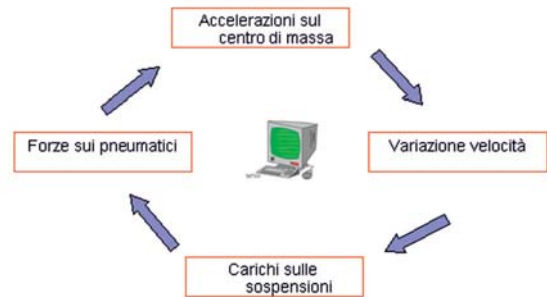 Accelerazioni sul
centro di massa
Forze sui pneumatici
Variazione velocità
Carichi sulle
sospensioni